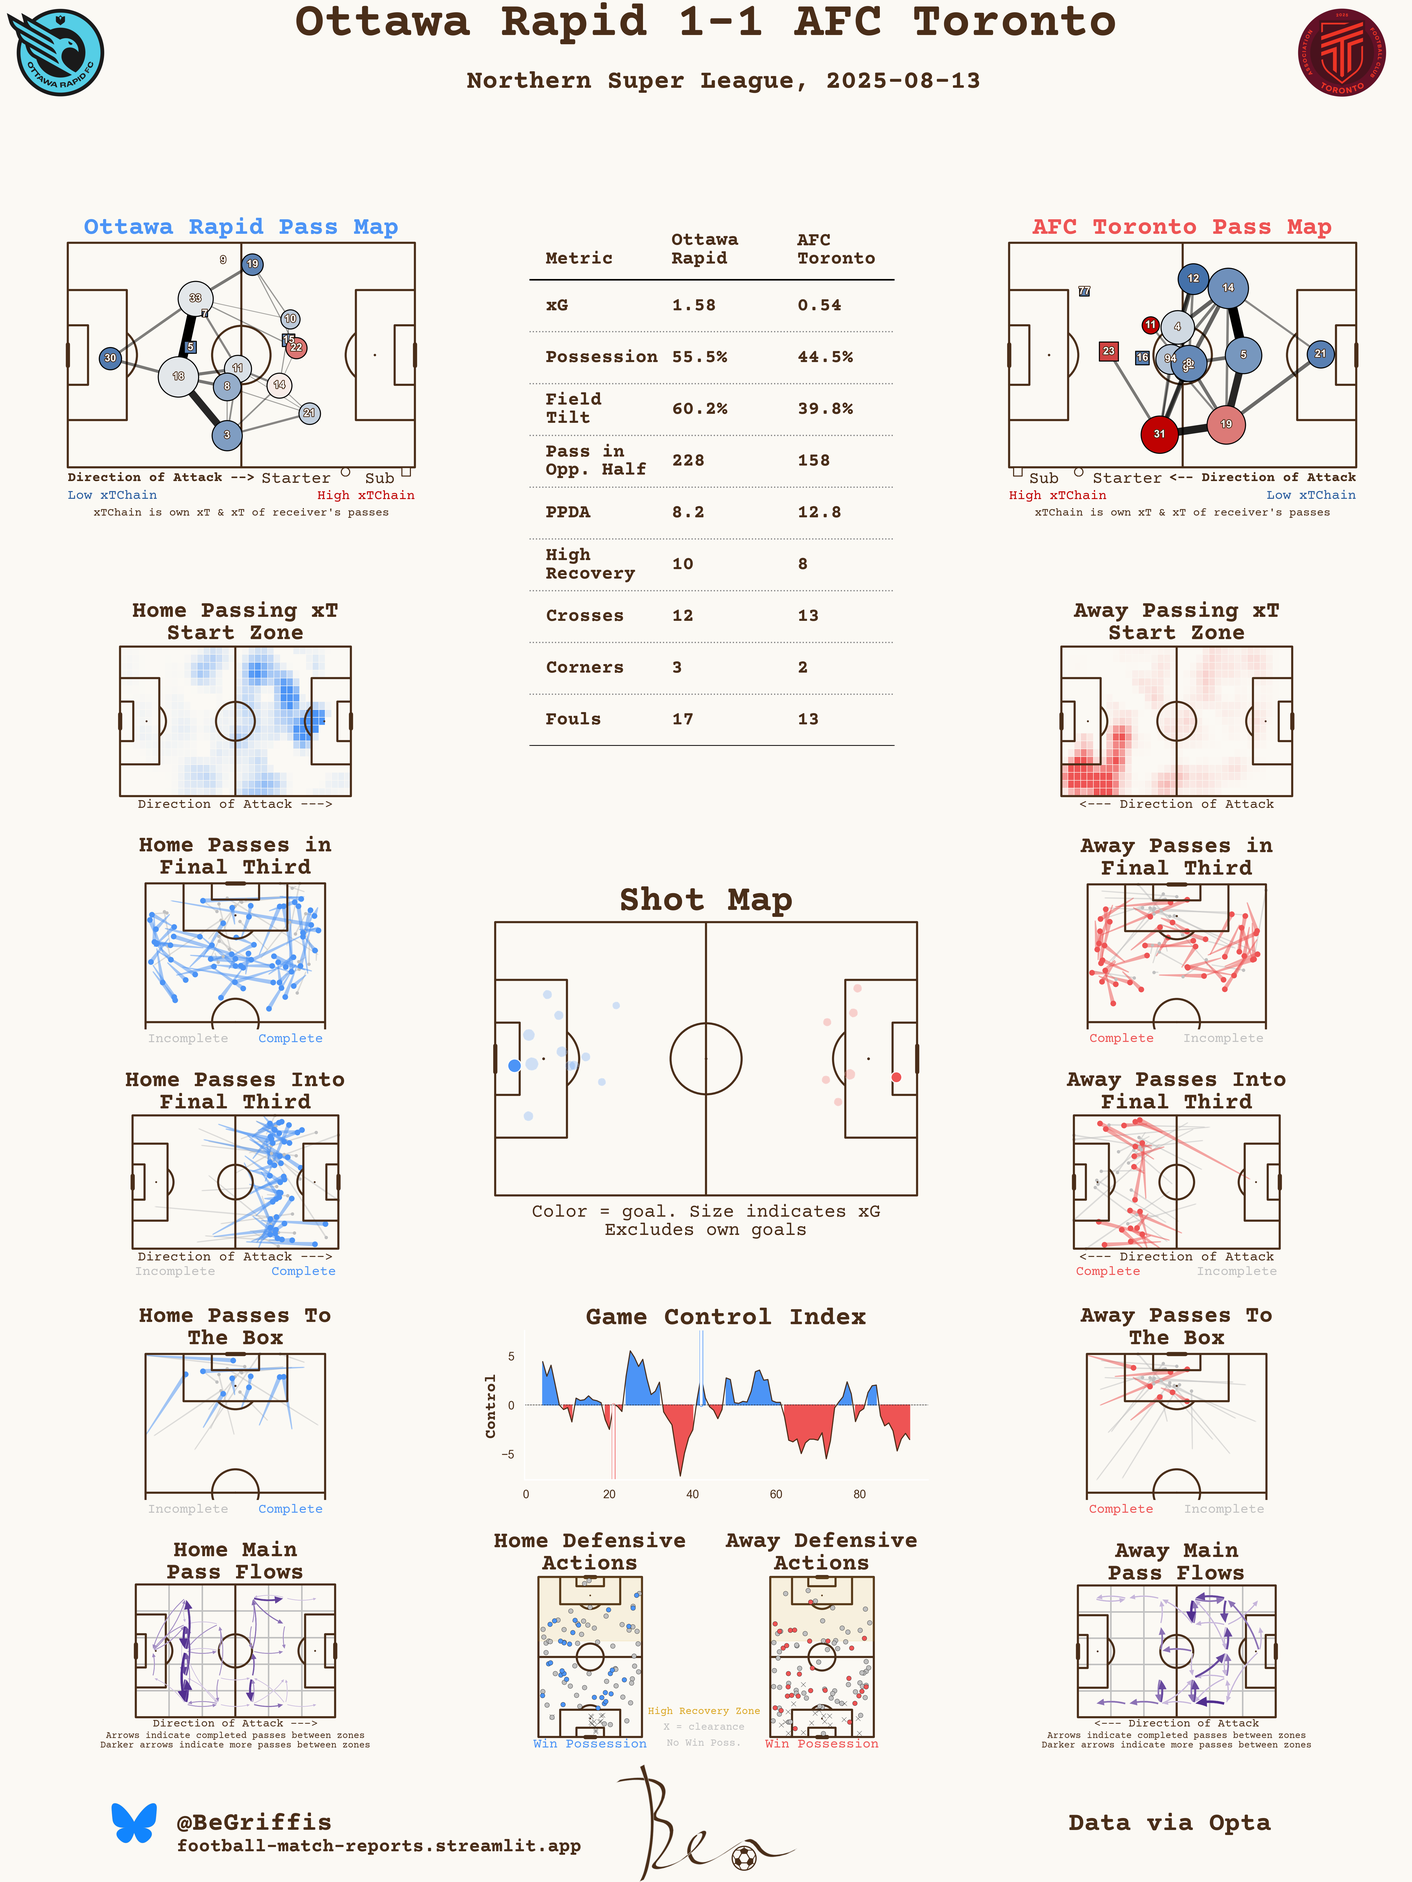 Ottawa Rapid 1-1 AFC Toronto
Northern Super League, 2025-08-13
OTTAWA RAPID FC
2022
ASSOCIATION
FOOTBALL CLUB
TORONTO
Ottawa Rapid Pass Map
9
19
33
7
10
15
22
5
30
18
11
8
14
21
3
Direction of Attack -->
Starter
Sub
Low xTChain
High xTChain
xTChain is own xT & xT of receiver's passes
Metric
Ottawa
Rapid
AFC
Toronto
xG 1.58 0.54
Possession 55.5% 44.5%
Field
Tilt
60.2% 39.8%
Pass in
Opp. Half
228 158
PPDA 8.2 12.8
High
Recovery
10 8
Crosses 12 13
Corners 3 2
Fouls 17 13
AFC Toronto Pass Map
77
12
14
11
4
23
16
94
8
5
21
31
19
Sub
Starter
<-- Direction of Attack
High xTChain
Low xTChain
xTChain is own xT & xT of receiver's passes
Home Passing xT
Start Zone
Direction of Attack --->
Away Passing xT
Start Zone
<--- Direction of Attack
Home Passes in
Final Third
Incomplete
Complete
Away Passes in
Final Third
Complete
Incomplete
Shot Map
Color = goal. Size indicates xG
Excludes own goals
Home Passes Into
Final Third
Direction of Attack --->
Incomplete
Complete
Away Passes Into
Final Third
<--- Direction of Attack
Complete
Incomplete
Home Passes To
The Box
Incomplete
Complete
Game Control Index
Control
5
0
−5
0
20
40
60
80
Away Passes To
The Box
Complete
Incomplete
Home Main
Pass Flows
Direction of Attack --->
Arrows indicate completed passes between zones
Darker arrows indicate more passes between zones
Home Defensive
Actions
Win Possession
High Recovery Zone
X = clearance
No Win Poss.
Away Defensive
Actions
Win Possession
Away Main
Pass Flows
<--- Direction of Attack
Arrows indicate completed passes between zones
Darker arrows indicate more passes between zones
@BeGriffis
football-match-reports.streamlit.app
Ben
Data via Opta